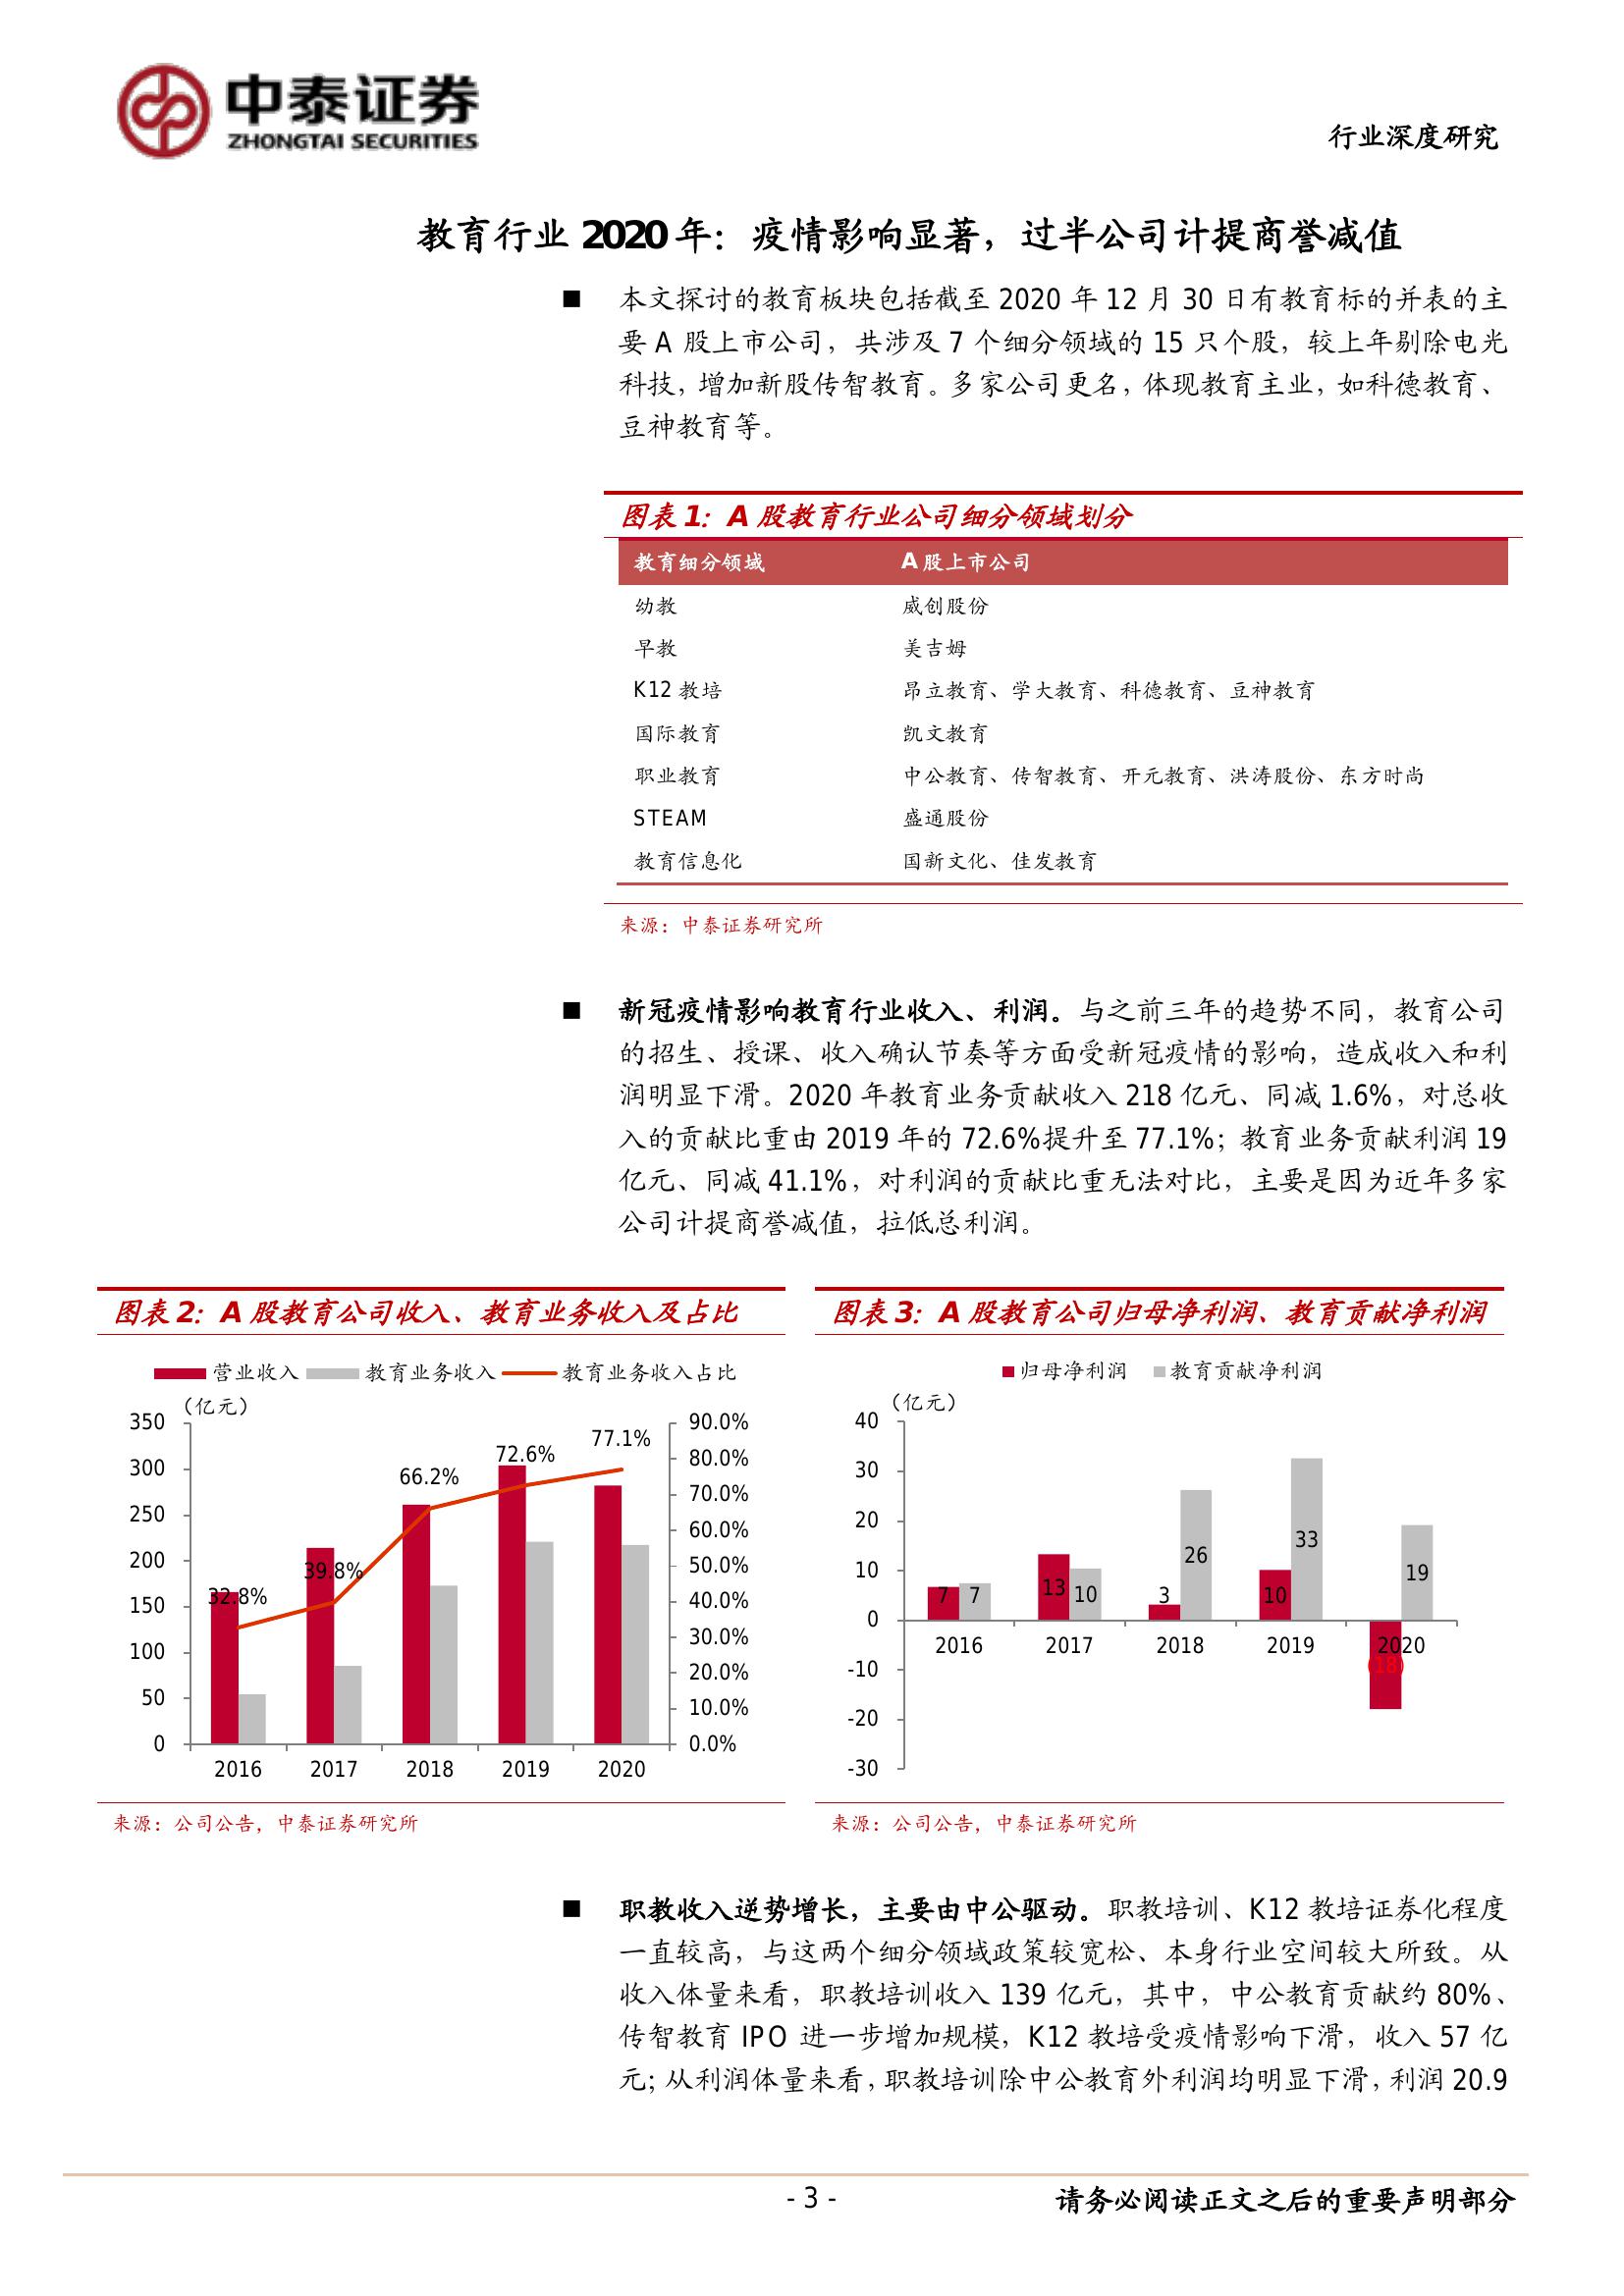 中泰证券
ZHONGTAI SECURITIES
行业深度研究
教育行业 2020 年：疫情影响显著，过半公司计提商誉减值
■ 本文探讨的教育板块包括截至 2020 年 12 月 30 日有教育标的并表的主
要 A 股上市公司，共涉及 7 个细分领域的 15 只个股，较上年剔除电光
科技，增加新股传智教育。多家公司更名，体现教育主业，如科德教育、
豆神教育等。
图表 1：A 股教育行业公司细分领域划分
教育细分领域 A 股上市公司
幼教 威创股份
早教 美吉姆
K12 教培 昂立教育、学大教育、科德教育、豆神教育
国际教育 凯文教育
职业教育 中公教育、传智教育、开元教育、洪涛股份、东方时尚
STEAM 盛通股份
教育信息化 国新文化、佳发教育
来源：中泰证券研究所
■ 新冠疫情影响教育行业收入、利润。与之前三年的趋势不同，教育公司
的招生、授课、收入确认节奏等方面受新冠疫情的影响，造成收入和利
润明显下滑。2020 年教育业务贡献收入 218 亿元、同减 1.6%，对总收
入的贡献比重由 2019 年的 72.6%提升至 77.1%；教育业务贡献利润 19
亿元、同减 41.1%，对利润的贡献比重无法对比，主要是因为近年多家
公司计提商誉减值，拉低总利润。
图表 2：A 股教育公司收入、教育业务收入及占比
营业收入 教育业务收入 教育业务收入占比
（亿元）
350 90.0%
300 80.0%
250 70.0%
200 60.0%
150 50.0%
100 40.0%
50 30.0%
0 20.0%
10.0%
0.0%
32.8% 39.8% 66.2% 72.6% 77.1%
2016 2017 2018 2019 2020
来源：公司公告，中泰证券研究所
图表 3：A 股教育公司归母净利润、教育贡献净利润
归母净利润 教育贡献净利润
（亿元）
40
30
20
10
0
-10
-20
-30
7 7 13 10 3 26 10 33 (18) 19
2016 2017 2018 2019 2020
来源：公司公告，中泰证券研究所
■ 职教收入逆势增长，主要由中公驱动。职教培训、K12 教培证券化程度
一直较高，与这两个细分领域政策较宽松、本身行业空间较大所致。从
收入体量来看，职教培训收入 139 亿元，其中，中公教育贡献约 80%、
传智教育 IPO 进一步增加规模，K12 教培受疫情影响下滑，收入 57 亿
元；从利润体量来看，职教培训除中公教育外利润均明显下滑，利润 20.9
- 3 -
请务必阅读正文之后的重要声明部分